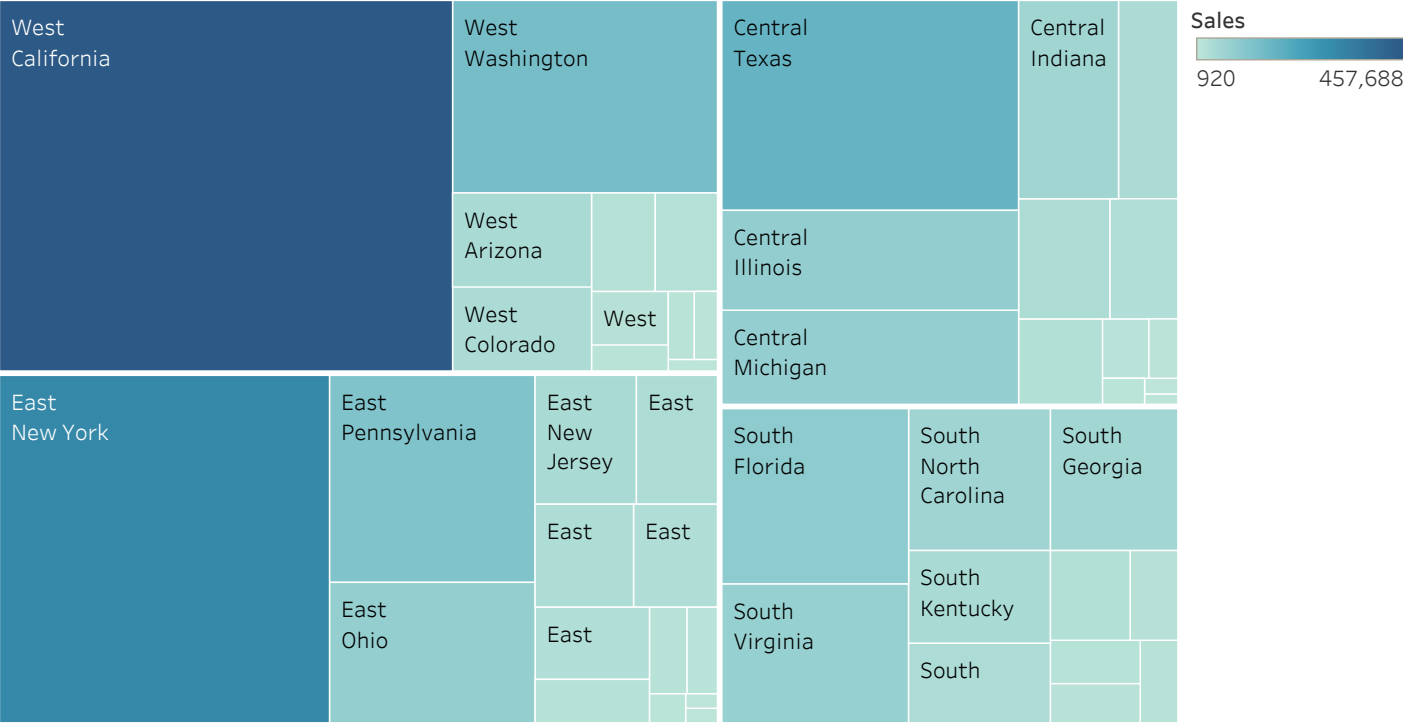 West
California
West
Washington
West
Arizona
West
Colorado
West
Central
Texas
Central
Indiana
Central
Illinois
Central
Michigan
East
New York
East
Pennsylvania
East
Ohio
East
New
Jersey
East
East
East
East
South
Florida
South
Virginia
South
North
Carolina
South
Georgia
South
Kentucky
South
Sales
920 457,688